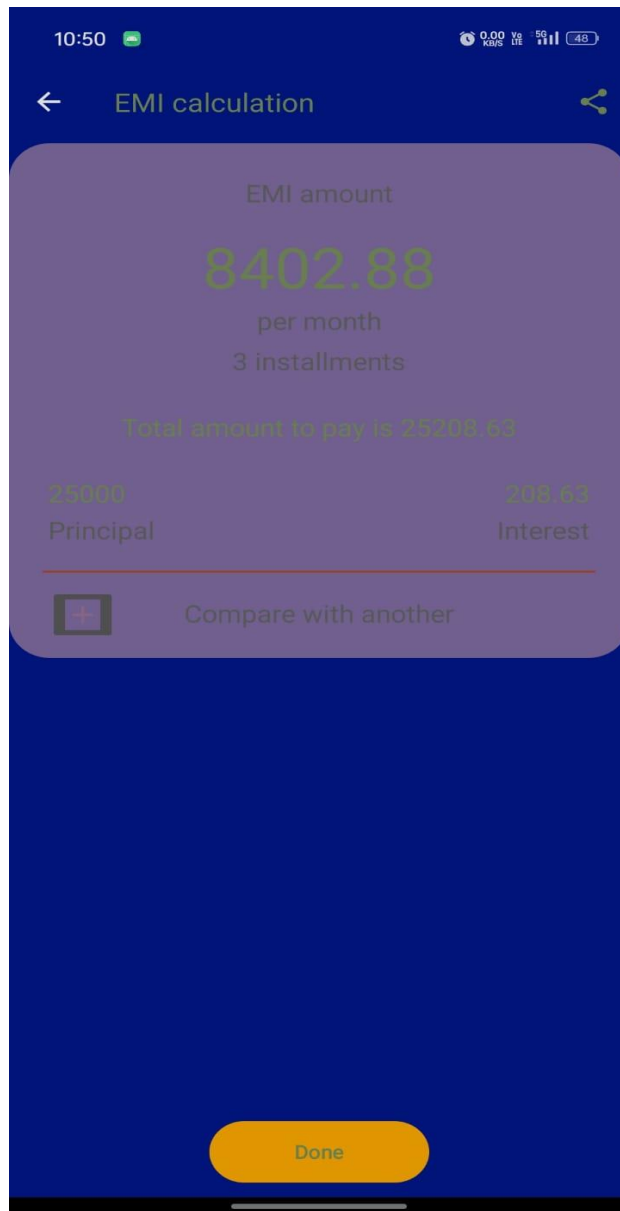 10:50 0.00 KB/S Vo LTE 5G 48
EMI calculation
EMI amount
8402.88
per month
3 installments
Total amount to pay is 25208.63
25000 208.63
Principal Interest
Compare with another
Done